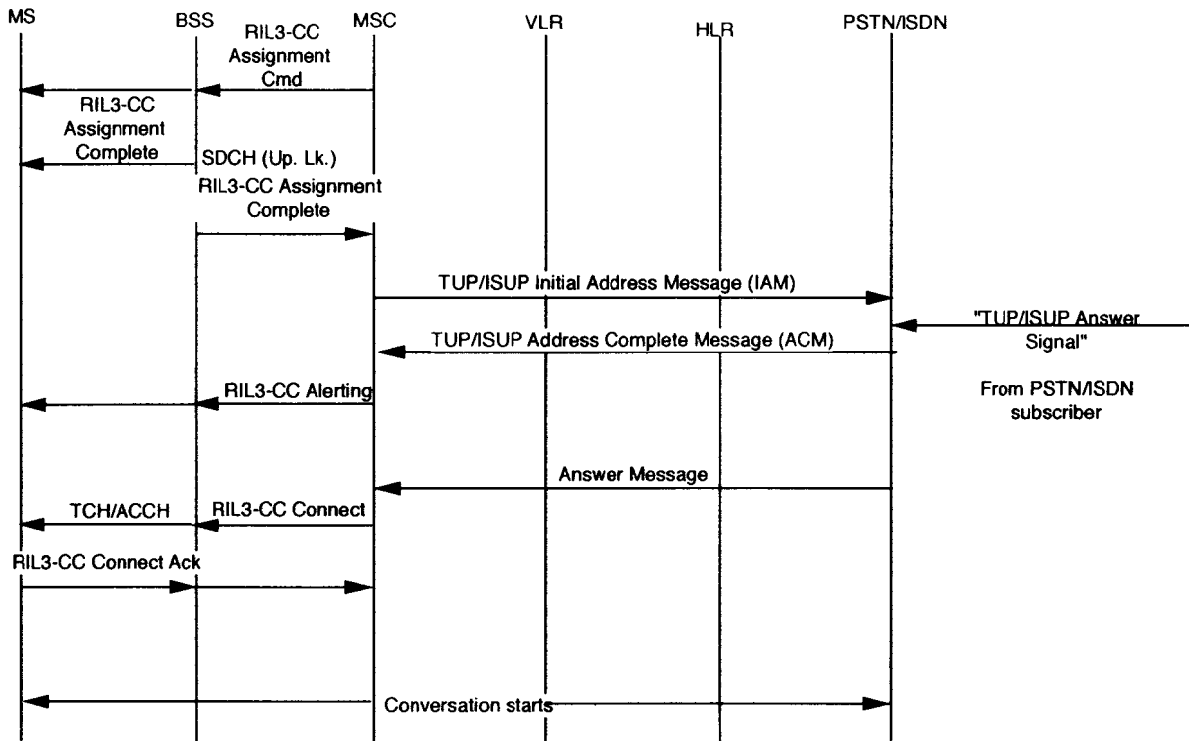 MS
BSS
MSC
VLR
HLR
PSTN/ISDN
RIL3-CC
Assignment
Cmd
RIL3-CC
Assignment
Complete
SDCH (Up. Lk.)
RIL3-CC Assignment
Complete
TUP/ISUP Initial Address Message (IAM)
"TUP/ISUP Answer
Signal"
TUP/ISUP Address Complete Message (ACM)
RIL3-CC Alerting
From PSTN/ISDN
subscriber
Answer Message
TCH/ACCH
RIL3-CC Connect
RIL3-CC Connect Ack
Conversation starts